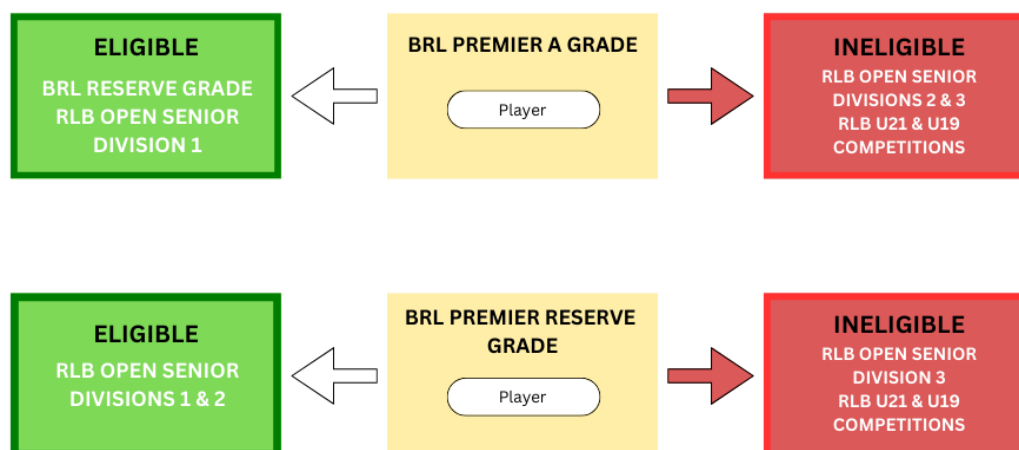 ELIGIBLE
BRL RESERVE GRADE
RLB OPEN SENIOR
DIVISION 1
BRL PREMIER A GRADE
Player
INELIGIBLE
RLB OPEN SENIOR
DIVISIONS 2 & 3
RLB U21 & U19
COMPETITIONS
ELIGIBLE
RLB OPEN SENIOR
DIVISIONS 1 & 2
BRL PREMIER RESERVE
GRADE
Player
INELIGIBLE
RLB OPEN SENIOR
DIVISION 3
RLB U21 & U19
COMPETITIONS